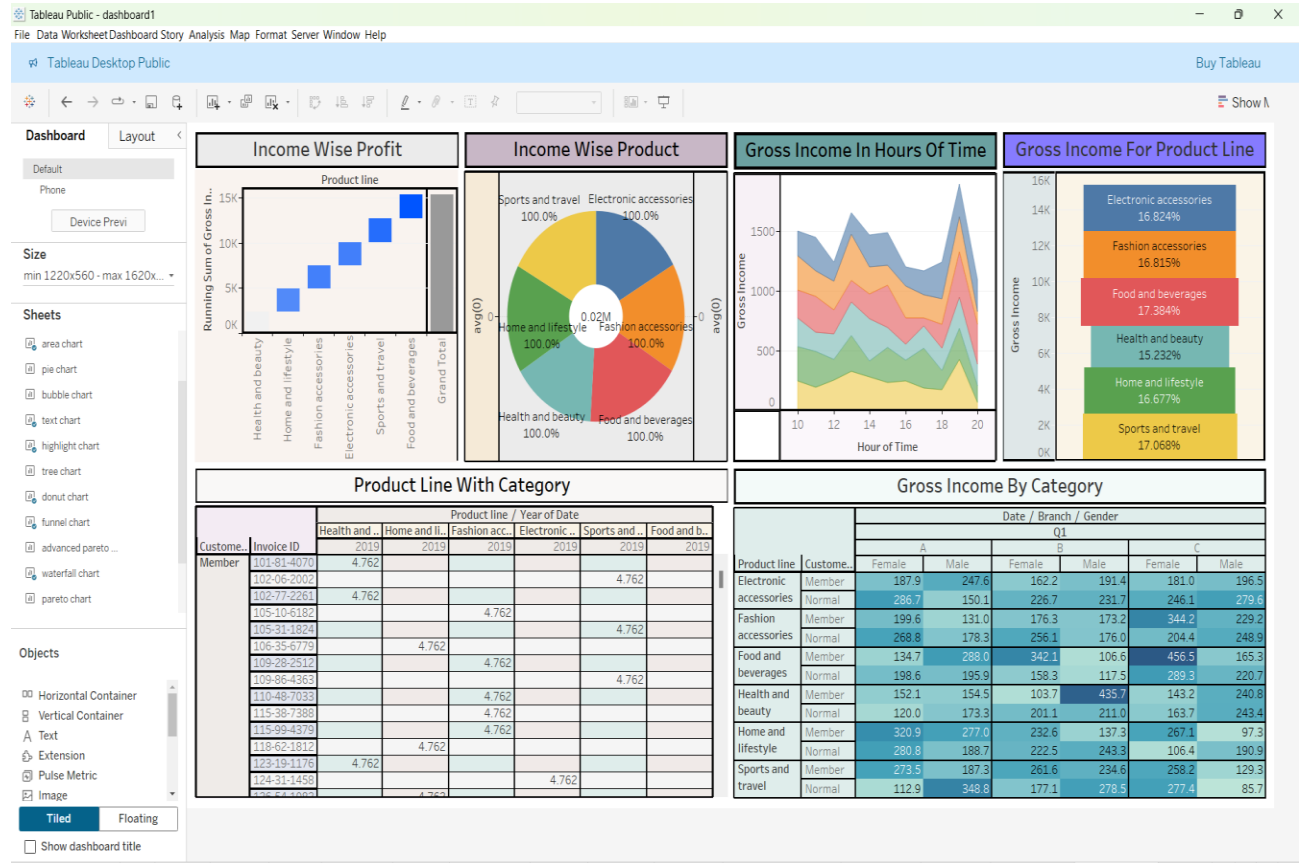 Tableau Public - dashboard1
File Data Worksheet Dashboard Story Analysis Map Format Server Window Help
Tableau Desktop Public
Buy Tableau
Show M
Dashboard
Layout
Default
Phone
Device Previ
Size
min 1220x560 - max 1620x...
Sheets
area chart
pie chart
bubble chart
text chart
highlight chart
tree chart
donut chart
funnel chart
advanced pareto ...
waterfall chart
pareto chart
Objects
Horizontal Container
Vertical Container
Text
Extension
Pulse Metric
Image
Tiled
Floating
Show dashboard title
Income Wise Profit
Product line
Running Sum of Gross In..
15K
10K
5K
0K
Health and beauty
Home and lifestyle
Fashion accessories
Electronic accessories
Sports and travel
Food and beverages
Grand Total
Income Wise Product
avg(0)
0
Sports and travel
100.0%
Electronic accessories
100.0%
Home and lifestyle
100.0%
0.02M
Fashion accessories
100.0%
Health and beauty
100.0%
Food and beverages
100.0%
0
avg(0)
Gross Income In Hours Of Time
Gross Income
1500
1000
500
0
10 12 14 16 18 20
Hour of Time
Gross Income For Product Line
Gross Income
16K
14K
12K
10K
8K
6K
4K
2K
0K
Electronic accessories
16.824%
Fashion accessories
16.815%
Food and beverages
17.384%
Health and beauty
15.232%
Home and lifestyle
16.677%
Sports and travel
17.068%
Product Line With Category
Product line / Year of Date
Health and .. Home and li.. Fashion acc.. Electronic .. Sports and .. Food and b..
Custome.. Invoice ID 2019 2019 2019 2019 2019 2019
Member 101-81-4070 4.762
102-06-2002 4.762
102-77-2261 4.762
105-10-6182 4.762
105-31-1824 4.762
106-35-6779 4.762
109-28-2512 4.762
109-86-4363 4.762
110-48-7033 4.762
115-38-7388 4.762
115-99-4379 4.762
118-62-1812 4.762
123-19-1176 4.762
124-31-1458 4.762
4.762
Gross Income By Category
Date / Branch / Gender
Q1
A B C
Product line Custome.. Female Male Female Male Female Male
Electronic accessories Member 187.9 247.6 162.2 191.4 181.0 196.5
Normal 286.7 150.1 226.7 231.7 246.1 279.6
Fashion accessories Member 199.6 131.0 176.3 173.2 344.2 229.2
Normal 268.8 178.3 256.1 176.0 204.4 248.9
Food and beverages Member 134.7 288.0 342.1 106.6 456.5 165.3
Normal 198.6 195.9 158.3 117.5 289.3 220.7
Health and beauty Member 152.1 154.5 103.7 435.7 143.2 240.8
Normal 120.0 173.3 201.1 211.0 163.7 243.4
Home and lifestyle Member 320.9 277.0 232.6 137.3 267.1 97.3
Normal 280.8 188.7 222.5 243.3 106.4 190.9
Sports and travel Member 273.5 187.3 261.6 234.6 258.2 129.3
Normal 112.9 348.8 177.1 278.5 277.4 85.7